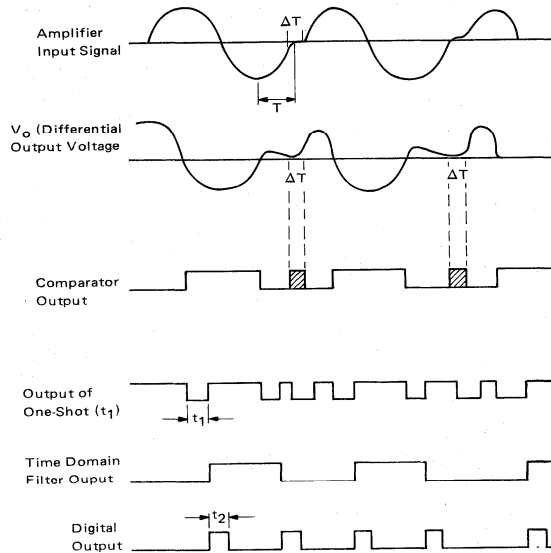 Amplifier
Input Signal
ΔT
T
Vo (Differential
Output Voltage
ΔT
ΔT
Comparator
Output
Output of
One-Shot (t1)
t1
Time Domain
Filter Ouput
t2
Digital
Output